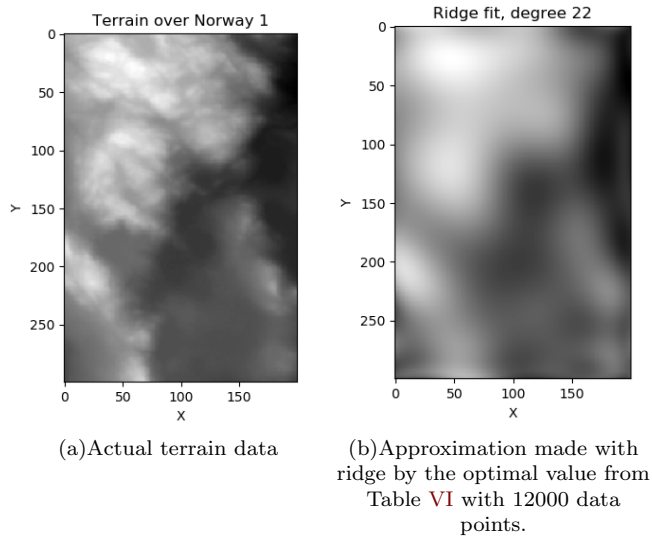 Terrain over Norway 1
0
50
100
150
200
250
Y
0 50 100 150
X
(a)Actual terrain data
Ridge fit, degree 22
0
50
100
150
200
250
Y
0 50 100 150
X
(b)Approximation made with
ridge by the optimal value from
Table VI with 12000 data
points.